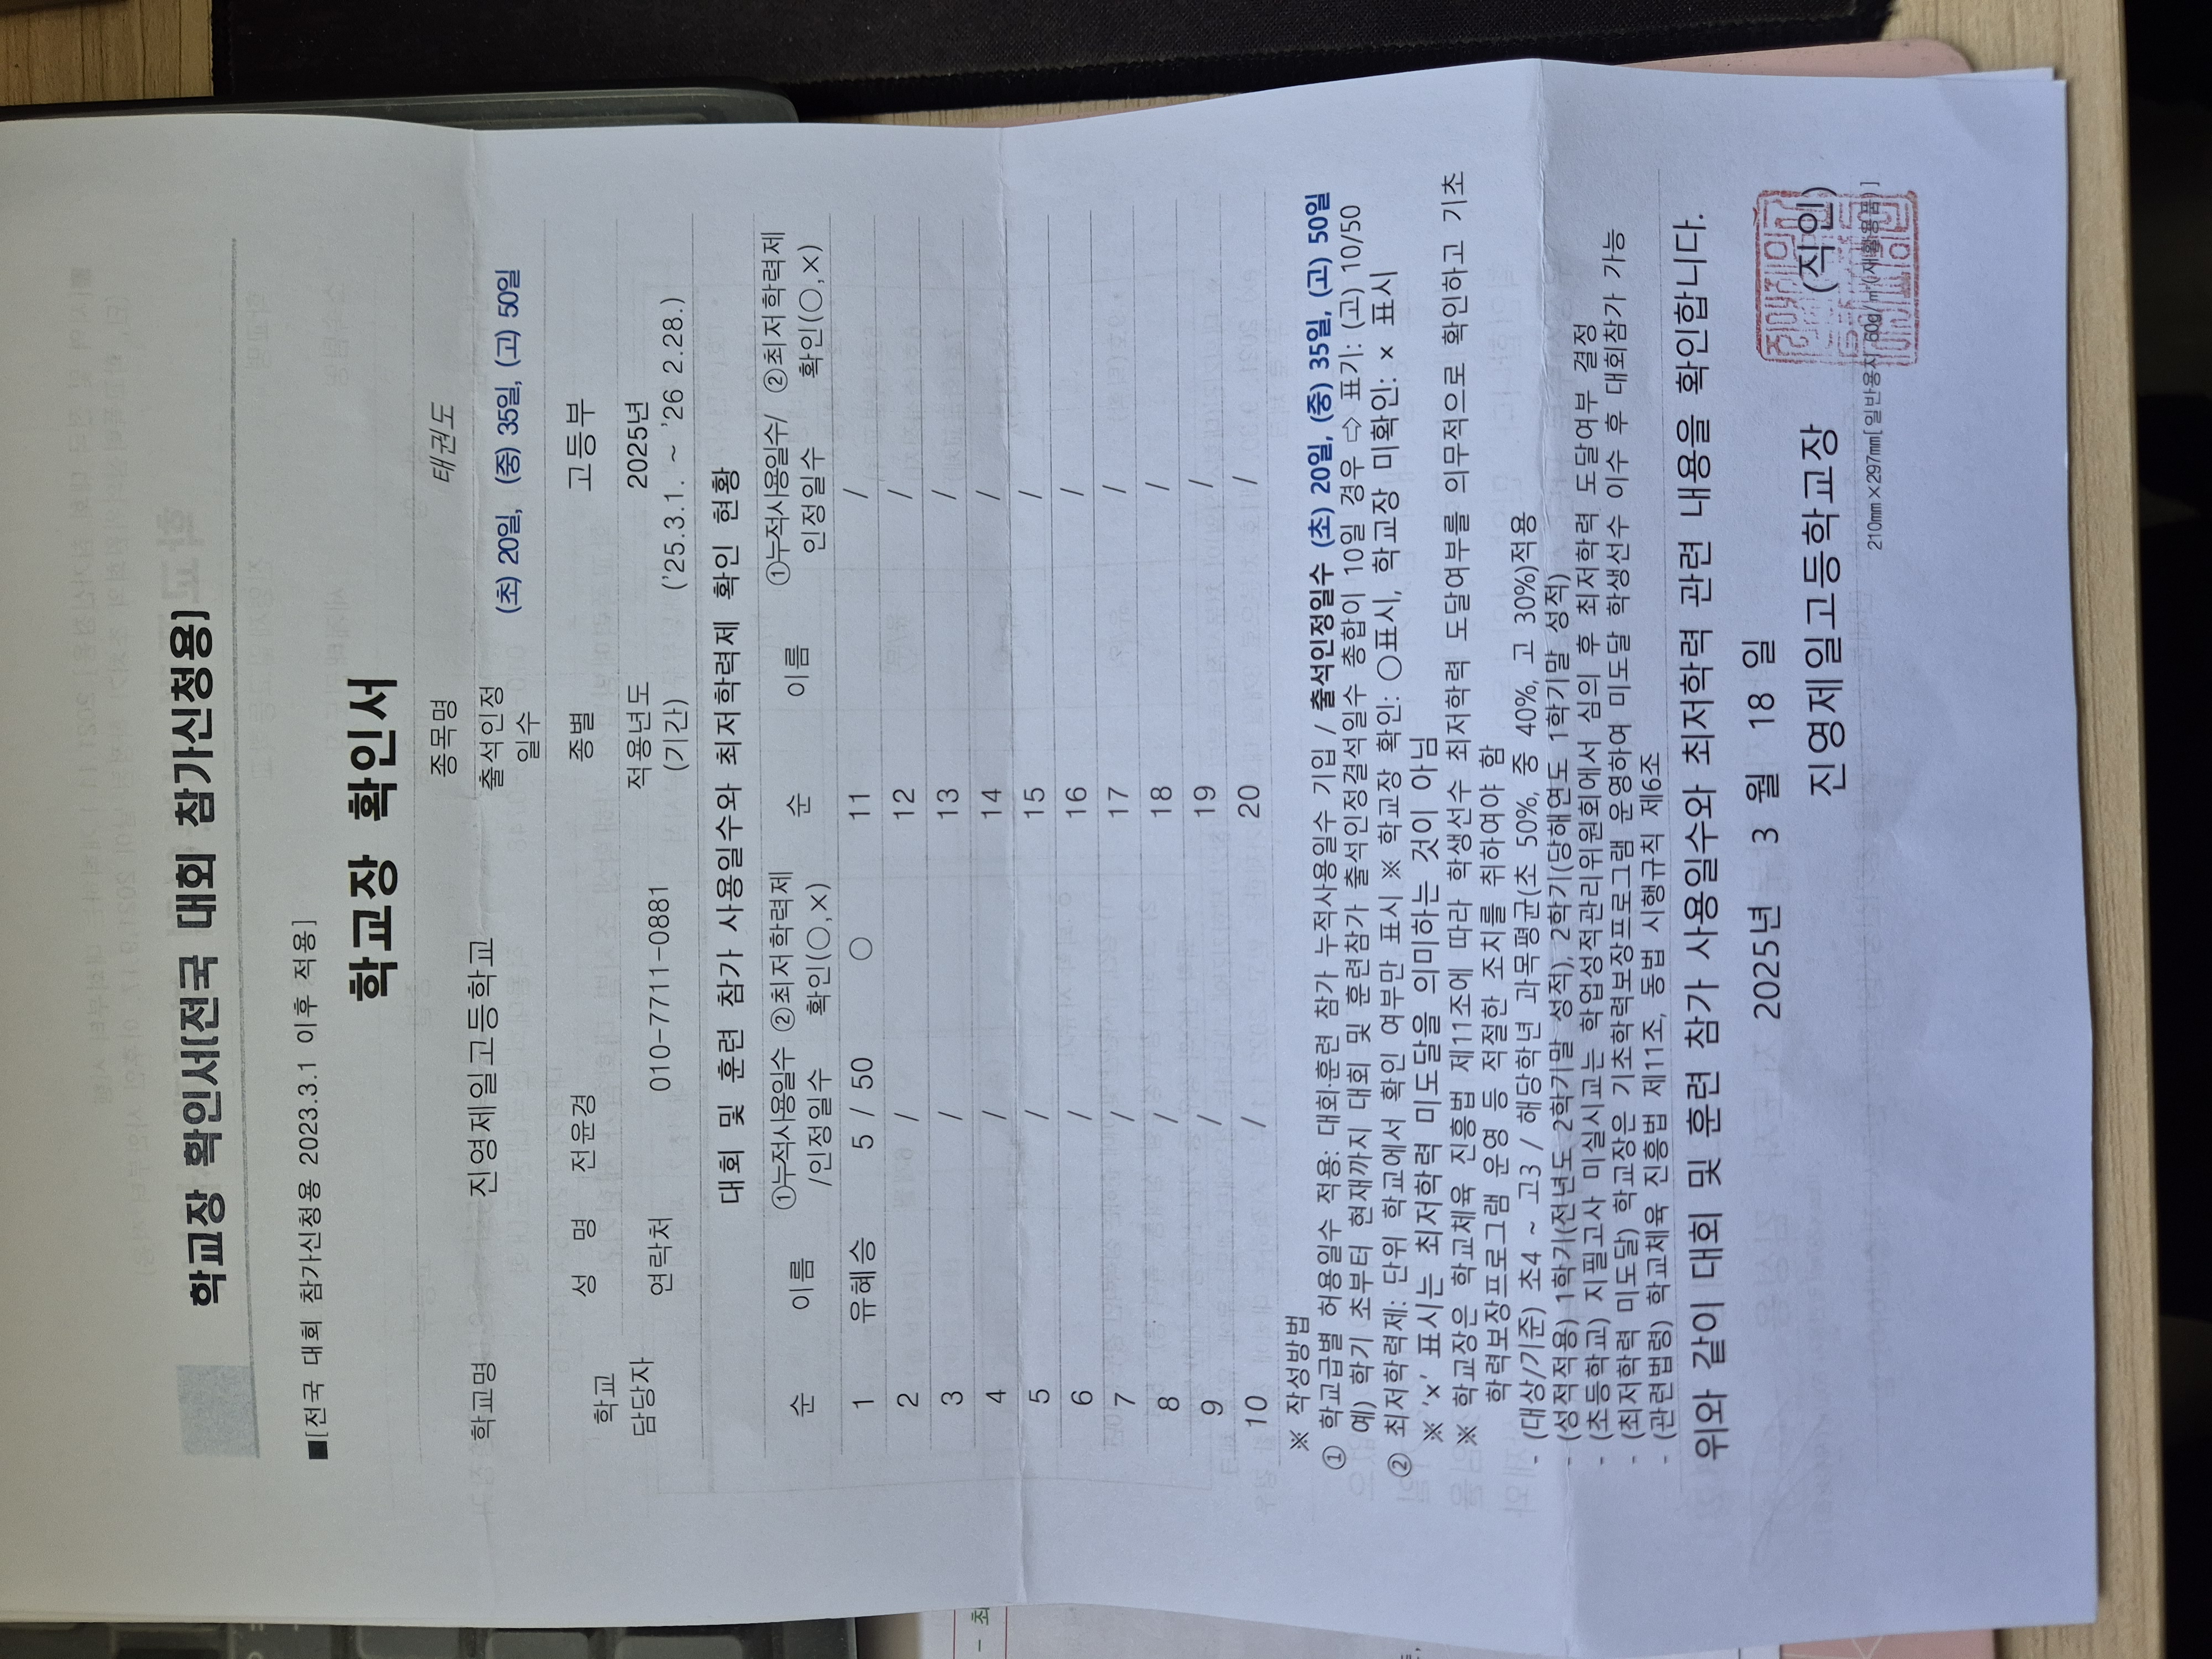 학교장 확인서[전국 대회 참가신청용]
■[전국 대회 참가신청용 2023.3.1 이후 적용]
학교장 확인서
학교명 진영제일고등학교 종목명 태권도
출석인정 일수 (초) 20일, (중) 35일, (고) 50일
학교 담당자 성 명 전윤경 종별 고등부
연락처 010-7711-0881 적용년도 (기간) 2025년 ('25.3.1. ~ '26 2.28.)
대회 및 훈련 참가 사용일수와 최저학력제 확인 현황
순 이름 ①누적사용일수 /인정일수 ②최저학력제 확인(○,×) 순 이름 ①누적사용일수/ 인정일수 ②최저학력제 확인(○,×)
1 유혜승 5 / 50 ○ 11 /
2 / 12 /
3 / 13 /
4 / 14 /
5 / 15 /
6 / 16 /
7 / 17 /
8 / 18 /
9 / 19 /
10 / 20 /
※ 작성방법
① 학교급별 허용일수 적용: 대회·훈련 참가 누적사용일수 기입 / 출석인정일수 (초) 20일, (중) 35일, (고) 50일
예) 학기 초부터 현재까지 대회 및 훈련참가 출석인정결석일수 총합이 10일 경우 ⇨ 표기: (고) 10/50
② 최저학력제: 단위 학교에서 확인 여부만 표시 ※ 학교장 확인: ○표시, 학교장 미확인: × 표시
※ '×' 표시는 최저학력 미도달을 의미하는 것이 아님
※ 학교장은 학교체육 진흥법 제11조에 따라 학생선수 최저학력 도달여부를 의무적으로 확인하고 기초
학력보장프로그램 운영 등 적절한 조치를 취하여야 함
- (대상/기준) 초4 ~ 고3 / 해당학년 과목평균(초 50%, 중 40%, 고 30%)적용
- (성적적용) 1학기(전년도 2학기말 성적), 2학기(당해연도 1학기말 성적)
- (초등학교) 지필고사 미실시교는 학업성적관리위원회에서 심의 후 최저학력 도달여부 결정
- (최저학력 미도달) 학교장은 기초학력보장프로그램 운영하여 미도달 학생선수 이수 후 대회참가 가능
- (관련법령) 학교체육 진흥법 제11조, 동법 시행규칙 제6조
위와 같이 대회 및 훈련 참가 사용일수와 최저학력 관련 내용을 확인합니다.
2025년 3 월 18 일
진영제일고등학교장 (직인)
210㎜×297㎜[일반용지 60g/㎡(재활용품)]